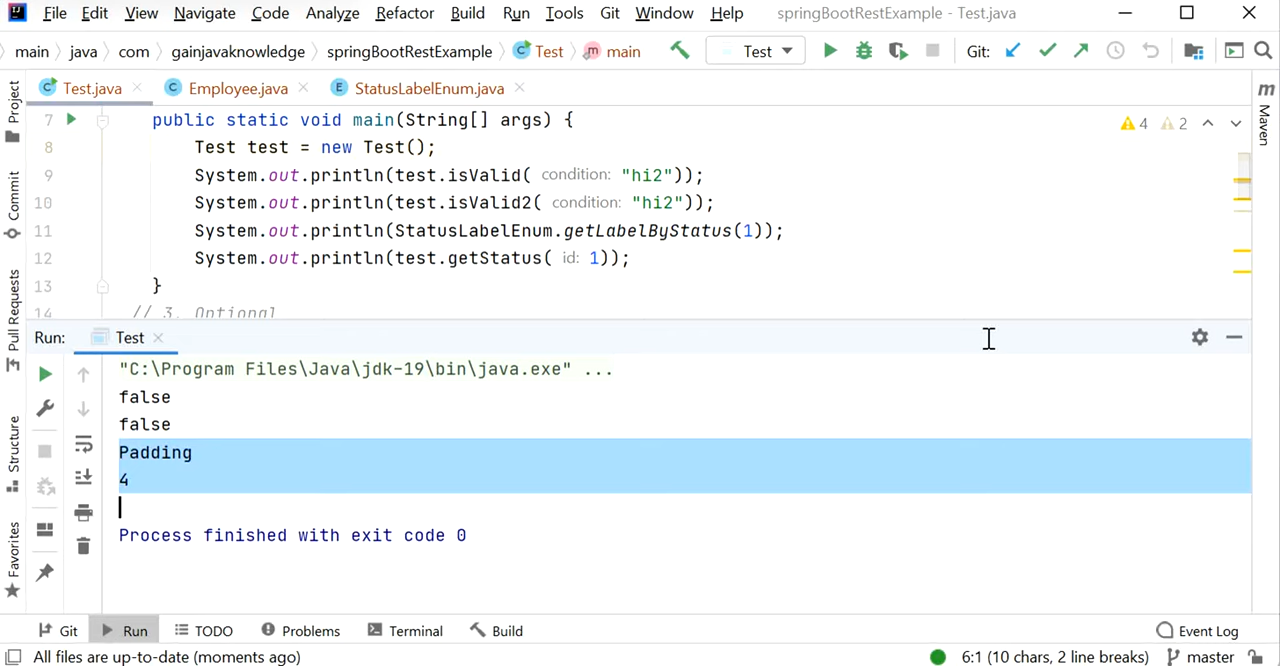 File Edit View Navigate Code Analyze Refactor Build Run Tools Git Window Help springBootRestExample - Test.java
main java com gainjavaknowledge springBootRestExample C Test m main Test Git:
Project
Commit
Pull Requests
Structure
Favorites
C Test.java C Employee.java E StatusLabelEnum.java
m Maven
4 2
7 public static void main(String[] args) {
8 Test test = new Test();
9 System.out.println(test.isValid( condition: "hi2"));
10 System.out.println(test.isValid2( condition: "hi2"));
11 System.out.println(StatusLabelEnum.getLabelByStatus(1));
12 System.out.println(test.getStatus( id: 1));
13 }
14 // 3. Optional
Run: Test
"C:\Program Files\Java\jdk-19\bin\java.exe" ...
false
false
Padding
4
Process finished with exit code 0
Git Run TODO Problems Terminal Build Event Log
All files are up-to-date (moments ago) 6:1 (10 chars, 2 line breaks) master